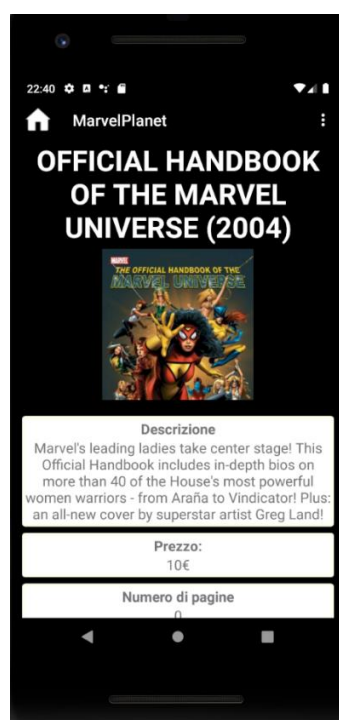 22:40
MarvelPlanet
OFFICIAL HANDBOOK
OF THE MARVEL
UNIVERSE (2004)
MARVEL
THE OFFICIAL HANDBOOK OF THE
MARVEL UNIVERSE
Descrizione
Marvel's leading ladies take center stage! This
Official Handbook includes in-depth bios on
more than 40 of the House's most powerful
women warriors - from Araña to Vindicator! Plus:
an all-new cover by superstar artist Greg Land!
Prezzo:
10€
Numero di pagine
0